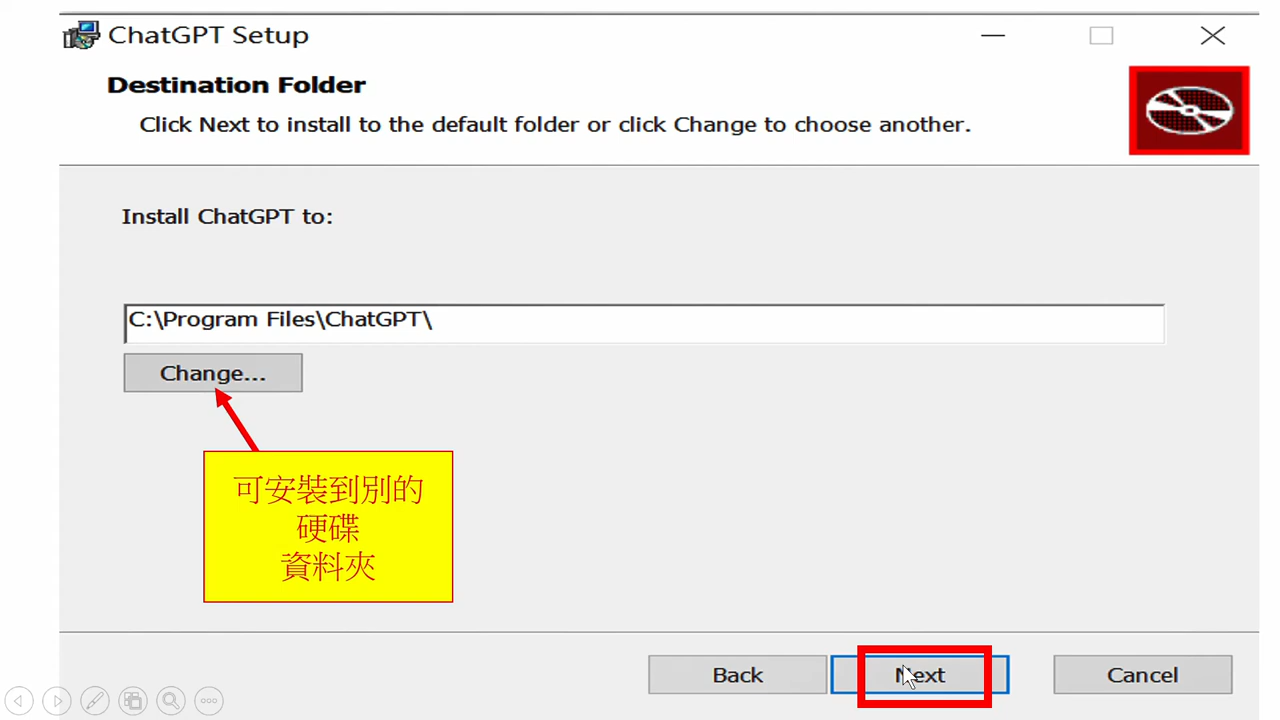 ChatGPT Setup
Destination Folder
Click Next to install to the default folder or click Change to choose another.
Install ChatGPT to:
C:\Program Files\ChatGPT\
Change...
可安裝到別的
硬碟
資料夾
Back
Next
Cancel